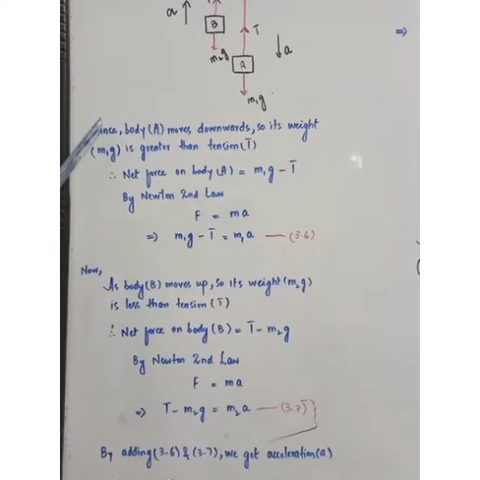 a
B
T
m₂g
a
A
m₁g
⇒
ince, body(A) moves downwards, so its weight
(m₁g) is greater than tension(T̄)
∴ Net force on body(A) = m₁g - T̄
By Newton 2nd Law
F = ma
⇒ m₁g - T̄ = m₁a — (3.6)
Now,
As body(B) moves up, so its weight(m₂g)
is less than tension(T̄)
∴ Net force on body(B) = T̄ - m₂g
By Newton 2nd Law
F = ma
⇒ T - m₂g = m₂a — (3.7)
By adding (3.6) & (3.7), we get accleration(a)